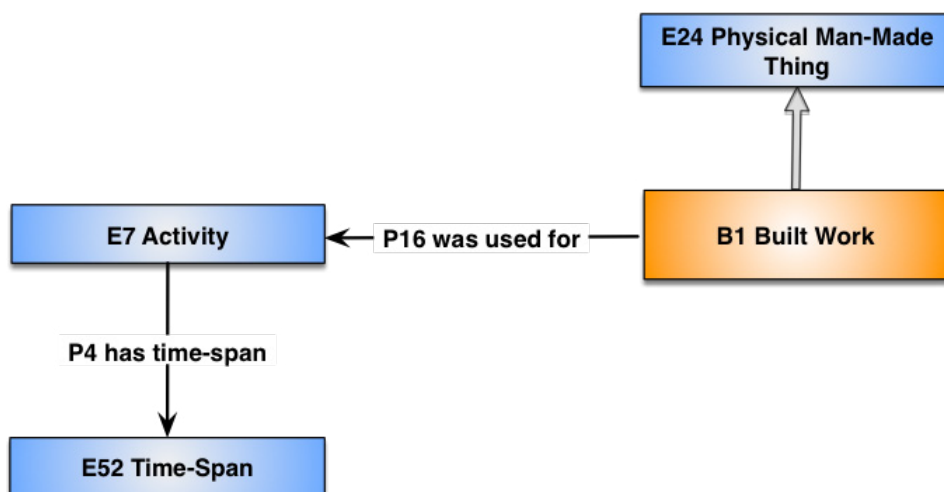 E24 Physical Man-Made
Thing
E7 Activity
P16 was used for
B1 Built Work
P4 has time-span
E52 Time-Span